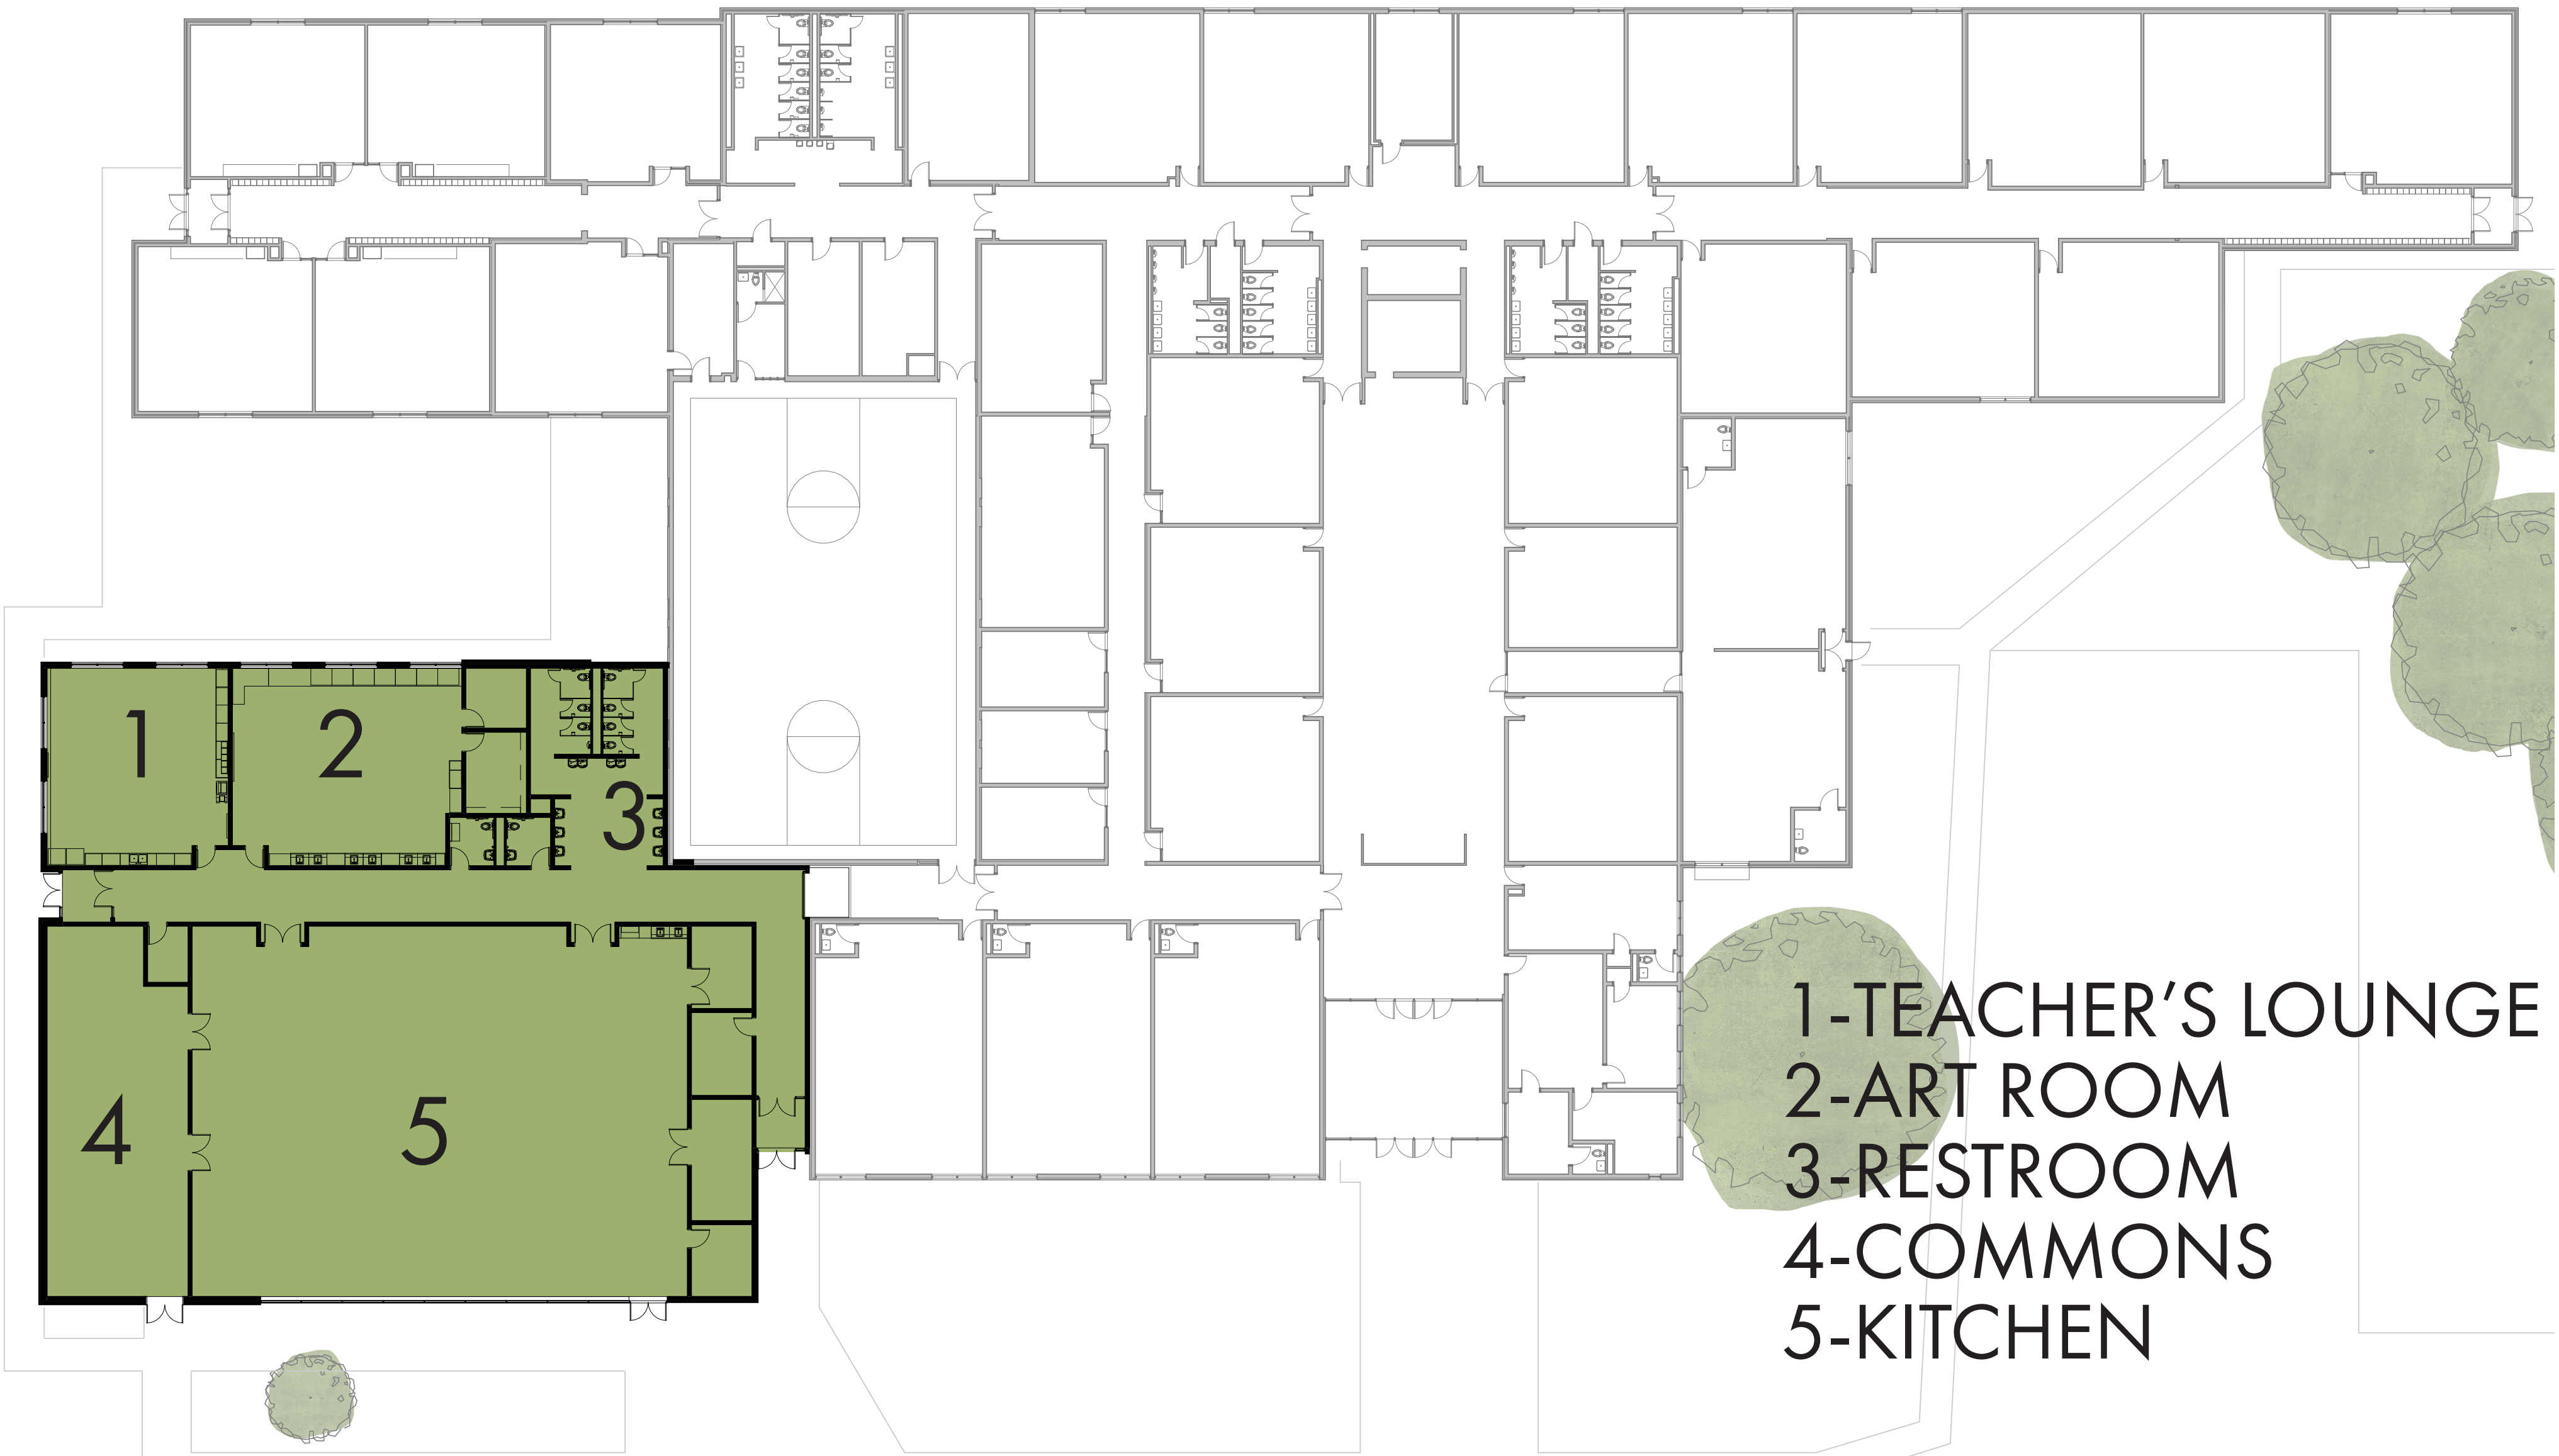 1
2
3
4
5
1-TEACHER’S LOUNGE
2-ART ROOM
3-RESTROOM
4-COMMONS
5-KITCHEN